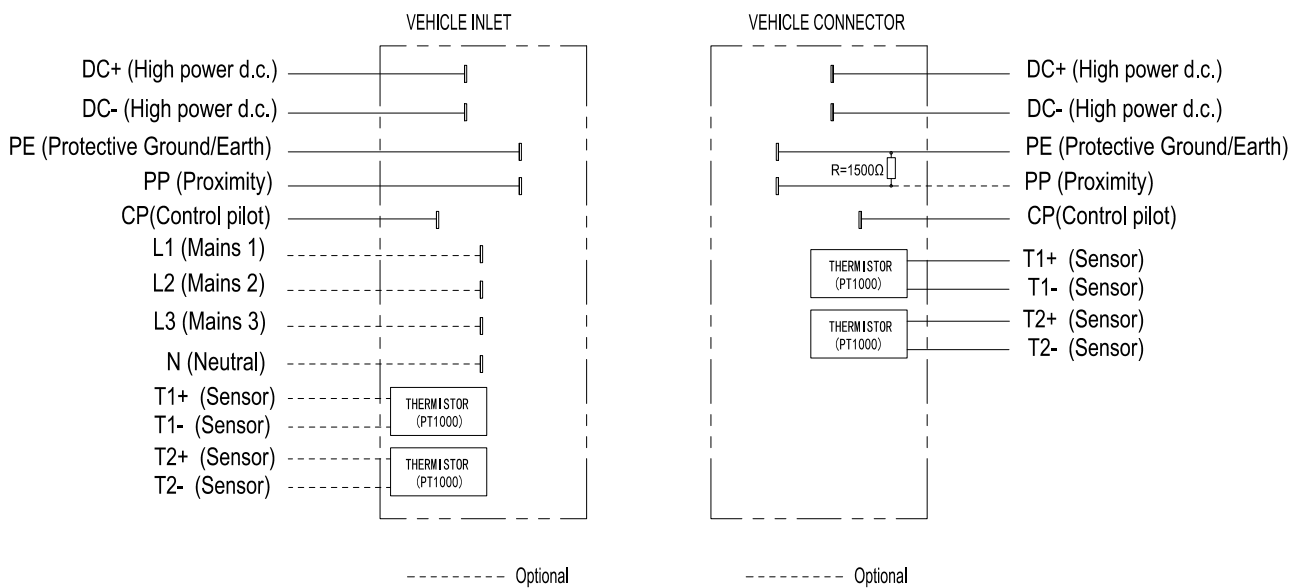 VEHICLE INLET
DC+ (High power d.c.)
DC- (High power d.c.)
PE (Protective Ground/Earth)
PP (Proximity)
CP(Control pilot)
L1 (Mains 1)
L2 (Mains 2)
L3 (Mains 3)
N (Neutral)
T1+ (Sensor)
T1- (Sensor)
THERMISTOR
(PT1000)
T2+ (Sensor)
T2- (Sensor)
THERMISTOR
(PT1000)
Optional
VEHICLE CONNECTOR
DC+ (High power d.c.)
DC- (High power d.c.)
PE (Protective Ground/Earth)
R=1500Ω
PP (Proximity)
CP(Control pilot)
THERMISTOR
(PT1000)
T1+ (Sensor)
T1- (Sensor)
THERMISTOR
(PT1000)
T2+ (Sensor)
T2- (Sensor)
Optional